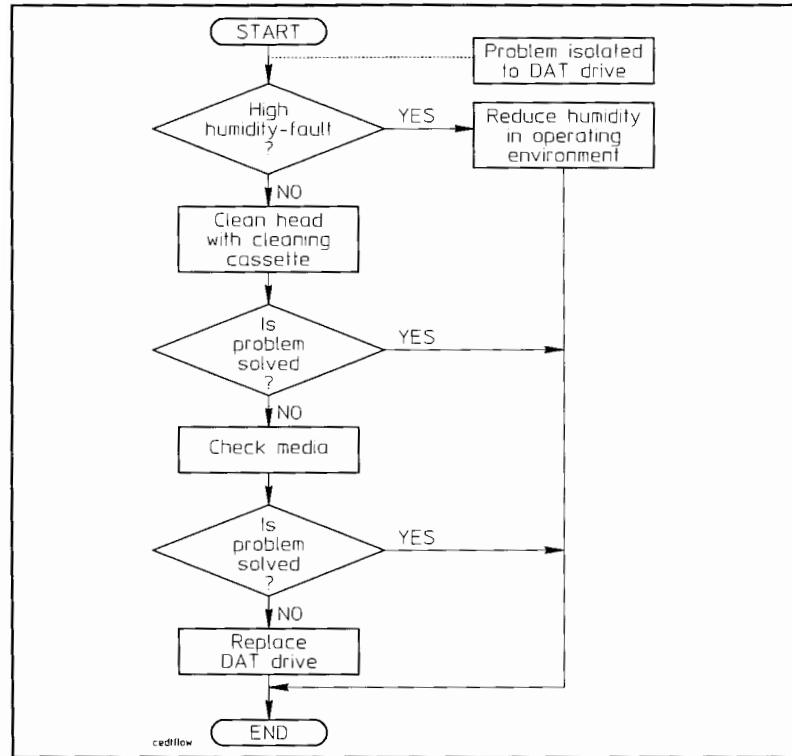 START
Problem isolated
to DAT drive
High
humidity-fault
?
YES
Reduce humidity
in operating
environment
NO
Clean head
with cleaning
cassette
Is
problem
solved
?
YES
NO
Check media
Is
problem
solved
?
YES
NO
Replace
DAT drive
END
cedtflow